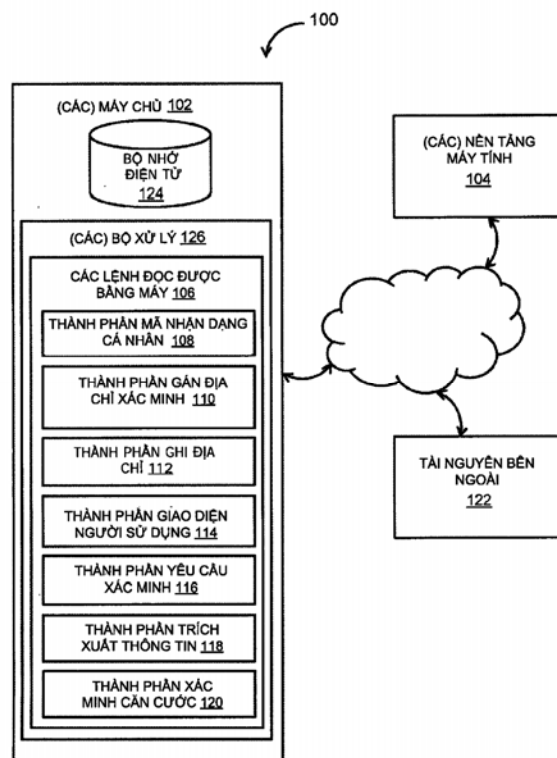 100
(CÁC) MÁY CHỦ 102
BỘ NHỚ
ĐIỆN TỬ
124
(CÁC) BỘ XỬ LÝ 126
CÁC LỆNH ĐỌC ĐƯỢC
BẰNG MÁY 106
THÀNH PHẦN MÃ NHẬN DẠNG
CÁ NHÂN 108
THÀNH PHẦN GÁN ĐỊA
CHỈ XÁC MINH 110
THÀNH PHẦN GHI ĐỊA
CHỈ 112
THÀNH PHẦN GIAO DIỆN
NGƯỜI SỬ DỤNG 114
THÀNH PHẦN YÊU CẦU
XÁC MINH 116
THÀNH PHẦN TRÍCH
XUẤT THÔNG TIN 118
THÀNH PHẦN XÁC
MINH CĂN CƯỚC 120
(CÁC) NỀN TẢNG
MÁY TÍNH
104
TÀI NGUYÊN BÊN
NGOÀI
122